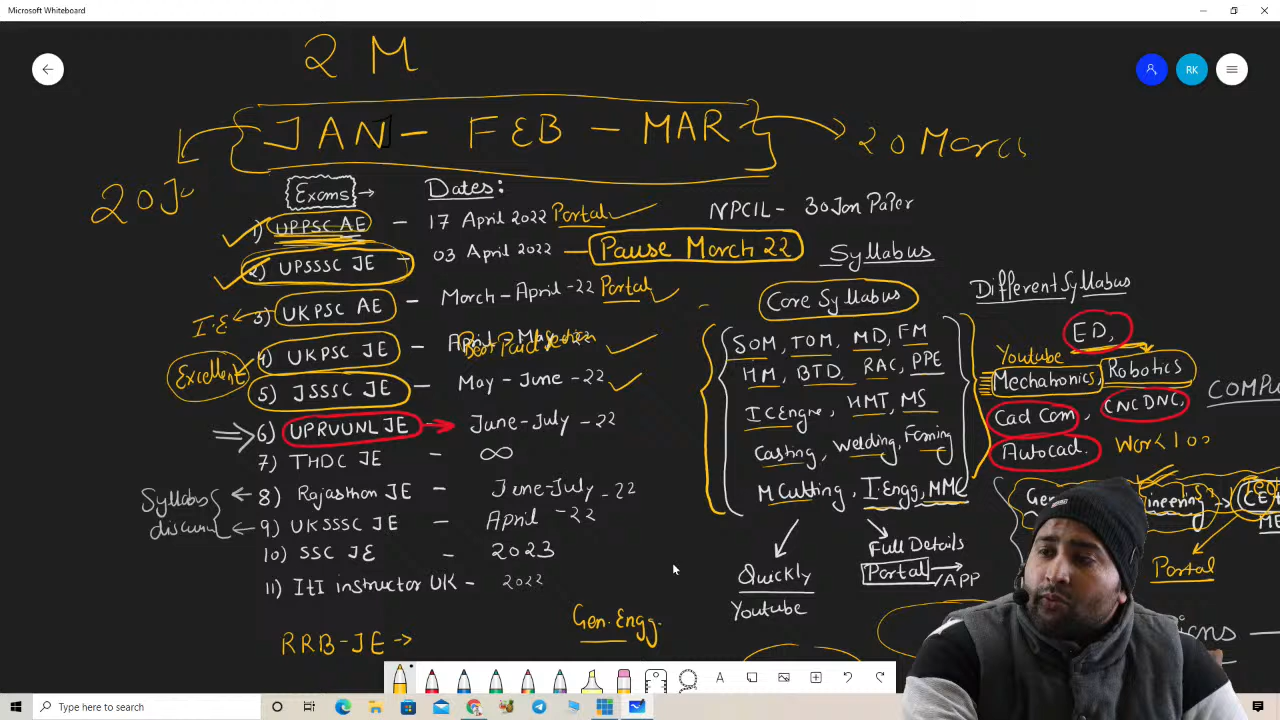 Microsoft Whiteboard
2 M
RK
JAN - FEB - MAR
20 March
20 Ja
Exams →
Dates:
1) UPPSC AE - 17 April 2022 Portal
NPCIL - 30 Jan Paper
2) UPSSSC JE - 03 April 2022 - Pause March 22
Syllabus
I.E ← 3) UKPSC AE - March - April - 22 Portal
Core Syllabus
Different Syllabus
4) UKPSC JE
Excellent
5) JSSSC JE - May - June - 22
6) UPRVUNL JE - June - July - 22
7) THDC JE - ∞
Syllabus
8) Rajasthan JE - June - July - 22
9) UKSSSC JE - April - 22
10) SSC JE - 2023
11) ItI instructor UK - 2022
RRB-JE →
Gen. Engg.
SOM, TOM, MD, FM
HM, BTD, RAC, PPE
IC Engne, HMT, MS
Casting, Welding, Forming
M Cutting, I. Engg, MMC
Quickly
Youtube
Full Details
Portal → /APP
ED,
Youtube
Mechatronics, Robotics
Cad Cam, CNC DNC,
Autocad.
Portal
Type here to search